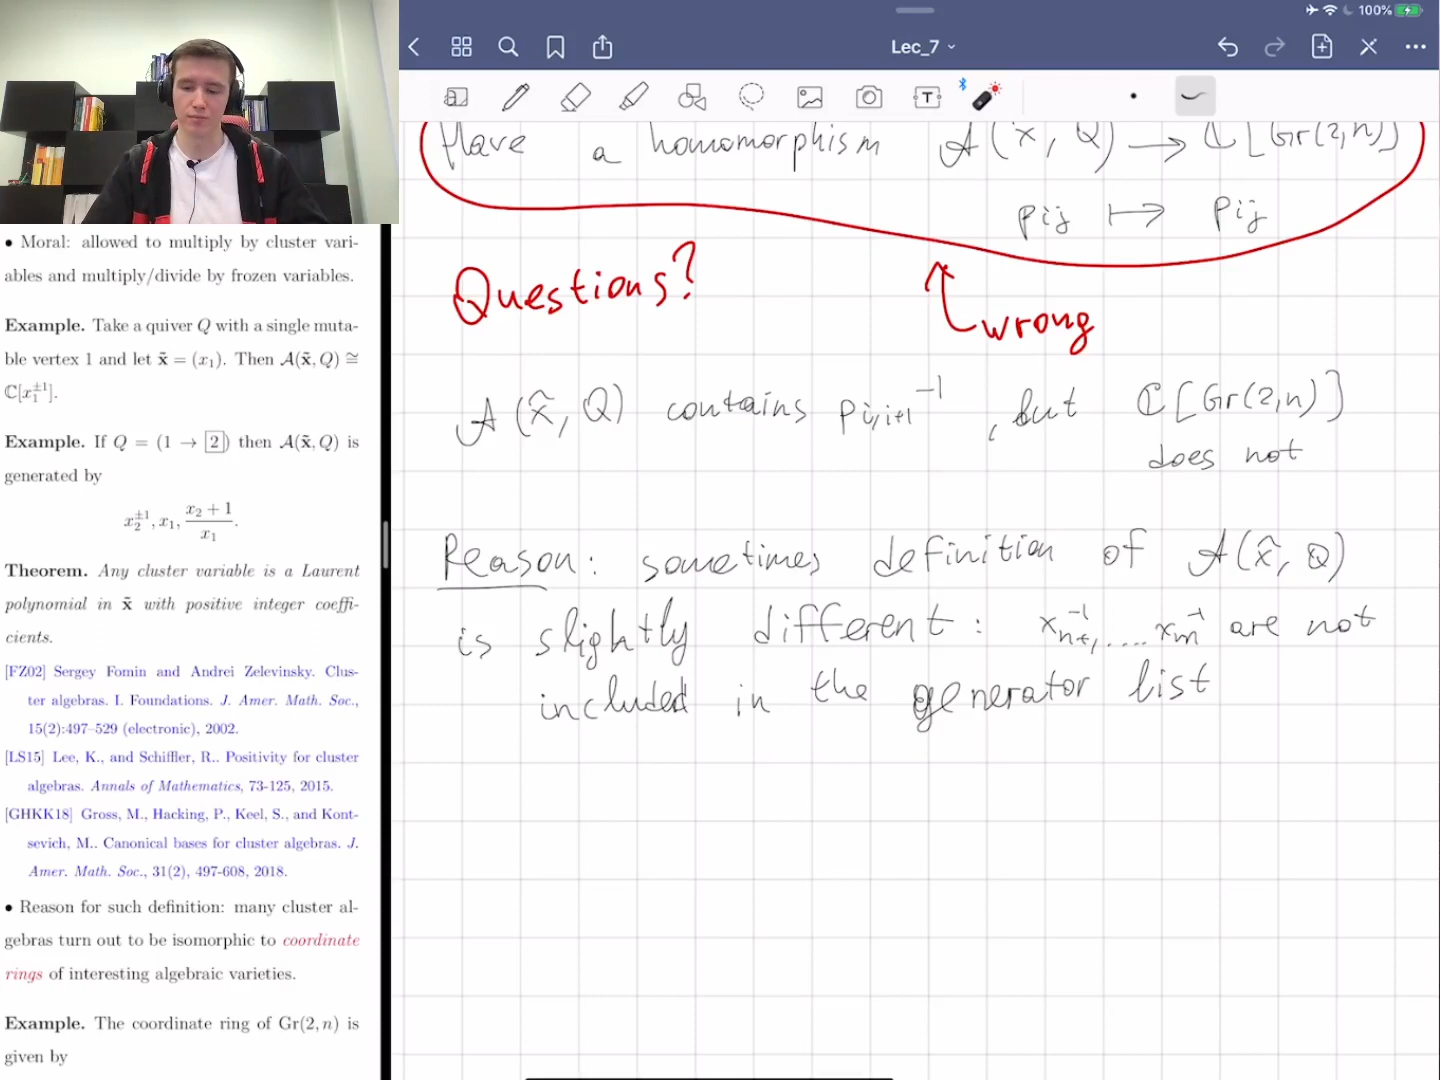 100%
Lec_7
T
• Moral: allowed to multiply by cluster vari-
ables and multiply/divide by frozen variables.
Example. Take a quiver Q with a single muta-
ble vertex 1 and let x̃ = (x₁). Then A(x̃, Q) ≅
ℂ[x₁^{±1}].
Example. If Q = (1 → [2]) then A(x̃, Q) is
generated by
x₂^{±1}, x₁, (x₂ + 1)/x₁.
Theorem. Any cluster variable is a Laurent
polynomial in x̃ with positive integer coeffi-
cients.
[FZ02] Sergey Fomin and Andrei Zelevinsky. Clus-
ter algebras. I. Foundations. J. Amer. Math. Soc.,
15(2):497–529 (electronic), 2002.
[LS15] Lee, K., and Schiffler, R.. Positivity for cluster
algebras. Annals of Mathematics, 73-125, 2015.
[GHKK18] Gross, M., Hacking, P., Keel, S., and Kont-
sevich, M.. Canonical bases for cluster algebras. J.
Amer. Math. Soc., 31(2), 497-608, 2018.
• Reason for such definition: many cluster al-
gebras turn out to be isomorphic to coordinate
rings of interesting algebraic varieties.
Example. The coordinate ring of Gr(2, n) is
given by
Have a homomorphism A(x̃, Q) → ℂ[Gr(2,n)]
pij ↦ pij
Questions?
wrong
A(x̃, Q) contains p_{i,i+1}^{-1}, but ℂ[Gr(2,n)]
does not
Reason: sometimes definition of A(x̃, Q)
is slightly different: x_{n+1}^{-1}, .... x_m^{-1} are not
included in the generator list